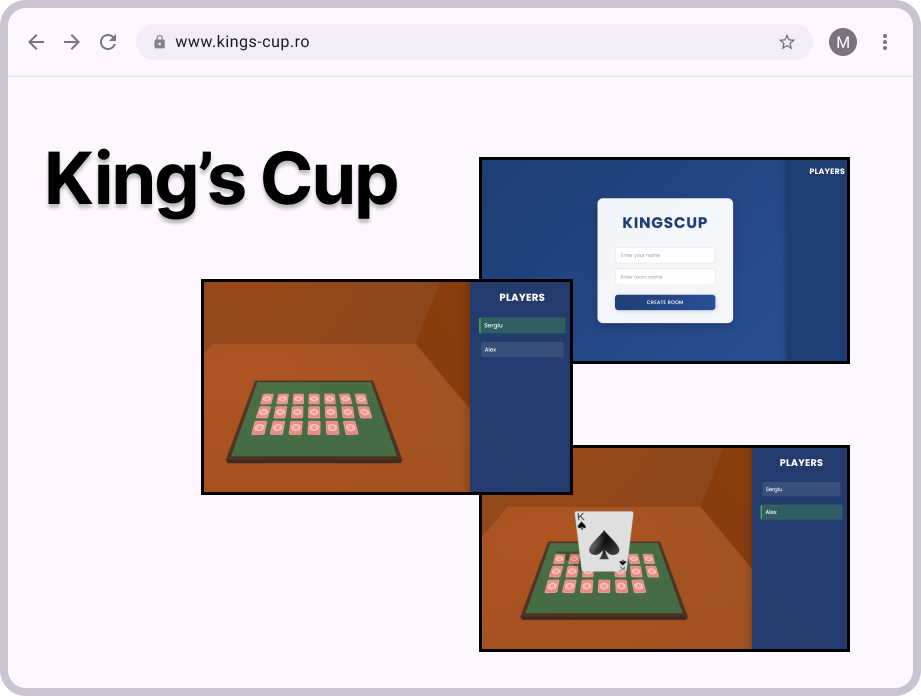 www.kings-cup.ro
M
King’s Cup
PLAYERS
KINGSCUP
Enter your name
Enter room name
CREATE ROOM
PLAYERS
Sergiu
Alex
PLAYERS
Sergiu
Alex
K
K